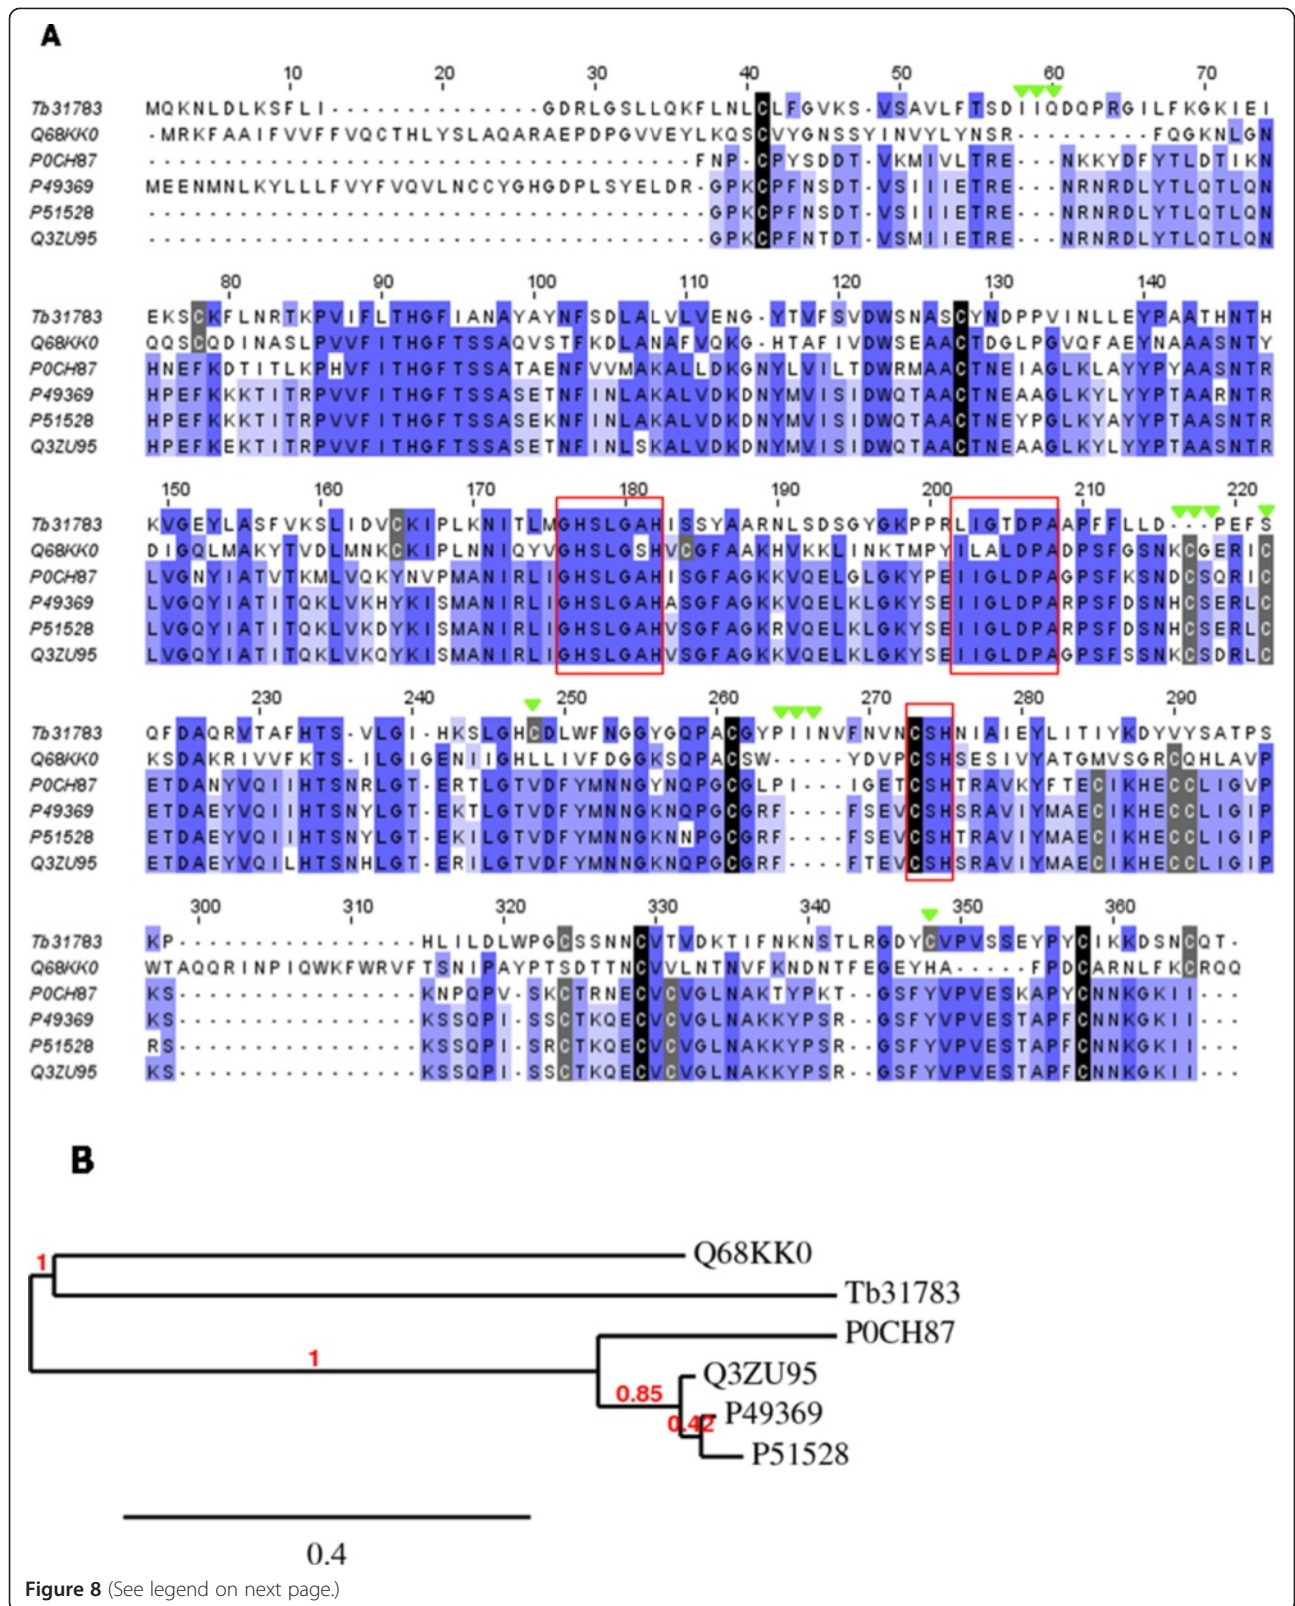 A
10 20 30 40 50 60 70
Tb31783 MQKNLDLKSFLI--------------GDRLGSLLQKFLNLCLFGVKS-VSAVLFTSDIIQDQPRGILFKGKIEI
Q68KK0 -MRKFAAIFVVFFVQCTHLYSLAQARAEPDPGVVEYLKQSCVYGNSSYINVYLYNSR---------FQGKNLGN
P0CH87 ------------------------------------FNP-CPYSDDT-VKMIVLTRE---NKKYDFYTLDTIKN
P49369 MEENMNLKYLLLFVYFVQVLNCCYGHGDPLSYELDR-GPKCPFNSDT-VSIIIETRE---NRNRDLYTLQTLQN
P51528 -------------------------------------GPKCPFNSDT-VSIIIETRE---NRNRDLYTLQTLQN
Q3ZU95 -------------------------------------GPKCPFNTDT-VSMIIETRE---NRNRDLYTLQTLQN
80 90 100 110 120 130 140
Tb31783 EKSCKFLNRTKPVIFLTHGFIANAYAYNFSDLALVLVENG-YTVFSVDWSNASCYNDPPVINLLEYPAATHNTH
Q68KK0 QQSCQDINASLPVVFITHGFTSSAQVSTFKDLANAFVQKG-HTAFIVDWSEAACTDGLPGVQFAEYNAAASNTY
P0CH87 HNEFKDTITLKPHVFITHGFTSSATAENFVVMAKALLDKGNYLVILTDWRMAACTNEIAGLKLAYYPYAASNTR
P49369 HPEFKKKTITRPVVFITHGFTSSASETNFINLAKALVDKDNYMVISIDWQTAACTNEAAGLKYLYYPTAARNTR
P51528 HPEFKKKTITRPVVFITHGFTSSASEKNFINLAKALVDKDNYMVISIDWQTAACTNEYPGLKYAYYPTAASNTR
Q3ZU95 HPEFKEKTITRPVVFITHGFTSSASETNFINLSKALVDKDNYMVISIDWQTAACTNEAAGLKYLYYPTAASNTR
150 160 170 180 190 200 210 220
Tb31783 KVGEYLASFVKSLIDVCKIPLKNITLMGHSLGAHISSYAARNLSDSGYGKPPRLIGTDPAAPFFLLD---PEFS
Q68KK0 DIGQLMAKYTVDLMNKCKIPLNNIQYVGHSLGSHVCGFAAKHVKKLINKTMPYILALDPADPSFGSNKCGERIC
P0CH87 LVGNYIATVTKMLVQKYNVPMANIRLIGHSLGAHISGFAGKKVQELGLGKYPEIIGLDPAGPSFKSNDCSQRIC
P49369 LVGQYIATITQKLVKHYKISMANIRLIGHSLGAHASGFAGKKVQELKLGKYSEIIGLDPARPSFDSNHCSERLC
P51528 LVGQYIATITQKLVKDYKISMANIRLIGHSLGAHVSGFAGKRVQELKLGKYSEIIGLDPARPSFDSNHCSERLC
Q3ZU95 LVGQYIATITQKLVKQYKISMANIRLIGHSLGAHVSGFAGKKVQELKLGKYSEIIGLDPAGPSFSSNKCSDRLC
230 240 250 260 270 280 290
Tb31783 QFDAQRVTAFHTS-VLGI-HKSLGHCDLWFNGGYGQPACGYPIINVFNVNCSHNIAIEYLITIYKDYVYSATPS
Q68KK0 KSDAKRIVVFKTS-ILGIGENIIGHLLIVFDGGKSQPACSW-----YDVPCSHSESIVYATGMVSGRCQHLAVP
P0CH87 ETDANYVQIIHTSNRLGT-ERTLGTVDFYMNNGYNQPGCGLPI---IGETCSHTRAVKYFTECIKHECCLIGVP
P49369 ETDAEYVQIIHTSNYLGT-EKTLGTVDFYMNNGKNQPGCGRF----FSEVCSHSRAVIYMAECIKHECCLIGIP
P51528 ETDAEYVQIIHTSNYLGT-EKILGTVDFYMNNGKNNPGCGRF----FSEVCSHTRAVIYMAECIKHECCLIGIP
Q3ZU95 ETDAEYVQILHTSNHLGT-ERILGTVDFYMNNGKNQPGCGRF----FTEVCSHSRAVIYMAECIKHECCLIGIP
300 310 320 330 340 350 360
Tb31783 KP----------------HLILDLWPGCSSNNCVTVDKTIFNKNSTLRGDYCVPVSSEYPYCIKKDSNCQT-
Q68KK0 WTAQQRINPIQWKFWRVFTSNIPAYPTSDTTNCVVLNTNVFKNDNTFEGEYHA-----FPDCARNLFKCRQQ
P0CH87 KS----------------KNPQPV-SKCTRNECVCVGLNAKTYPKT--GSFYVPVESKAPYCNNKGKII---
P49369 KS----------------KSSQPI-SSCTKQECVCVGLNAKKYPSR--GSFYVPVESTAPFCNNKGKII---
P51528 RS----------------KSSQPI-SRCTKQECVCVGLNAKKYPSR--GSFYVPVESTAPFCNNKGKII---
Q3ZU95 KS----------------KSSQPI-SSCTKQECVCVGLNAKKYPSR--GSFYVPVESTAPFCNNKGKII---
B
1 Q68KK0
Tb31783
P0CH87
1
Q3ZU95
0.85
0.42 P49369
P51528
0.4
Figure 8 (See legend on next page.)